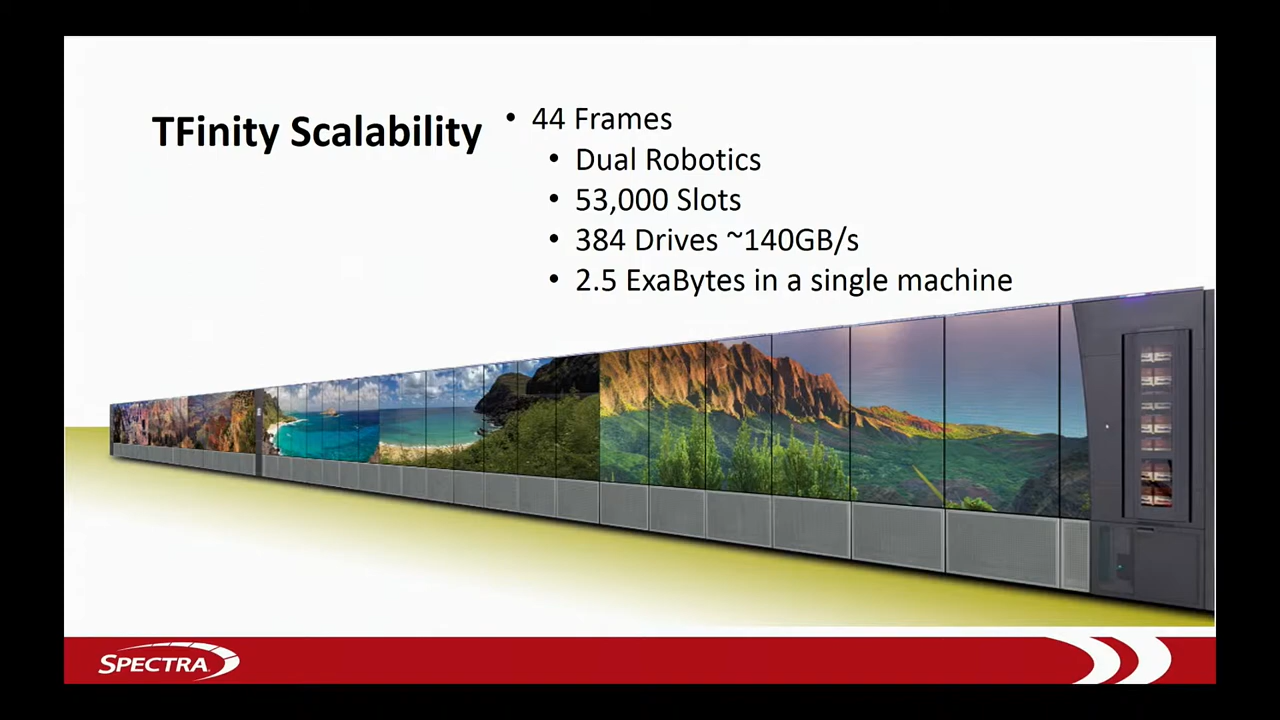 TFinity Scalability
• 44 Frames
• Dual Robotics
• 53,000 Slots
• 384 Drives ~140GB/s
• 2.5 ExaBytes in a single machine
SPECTRA